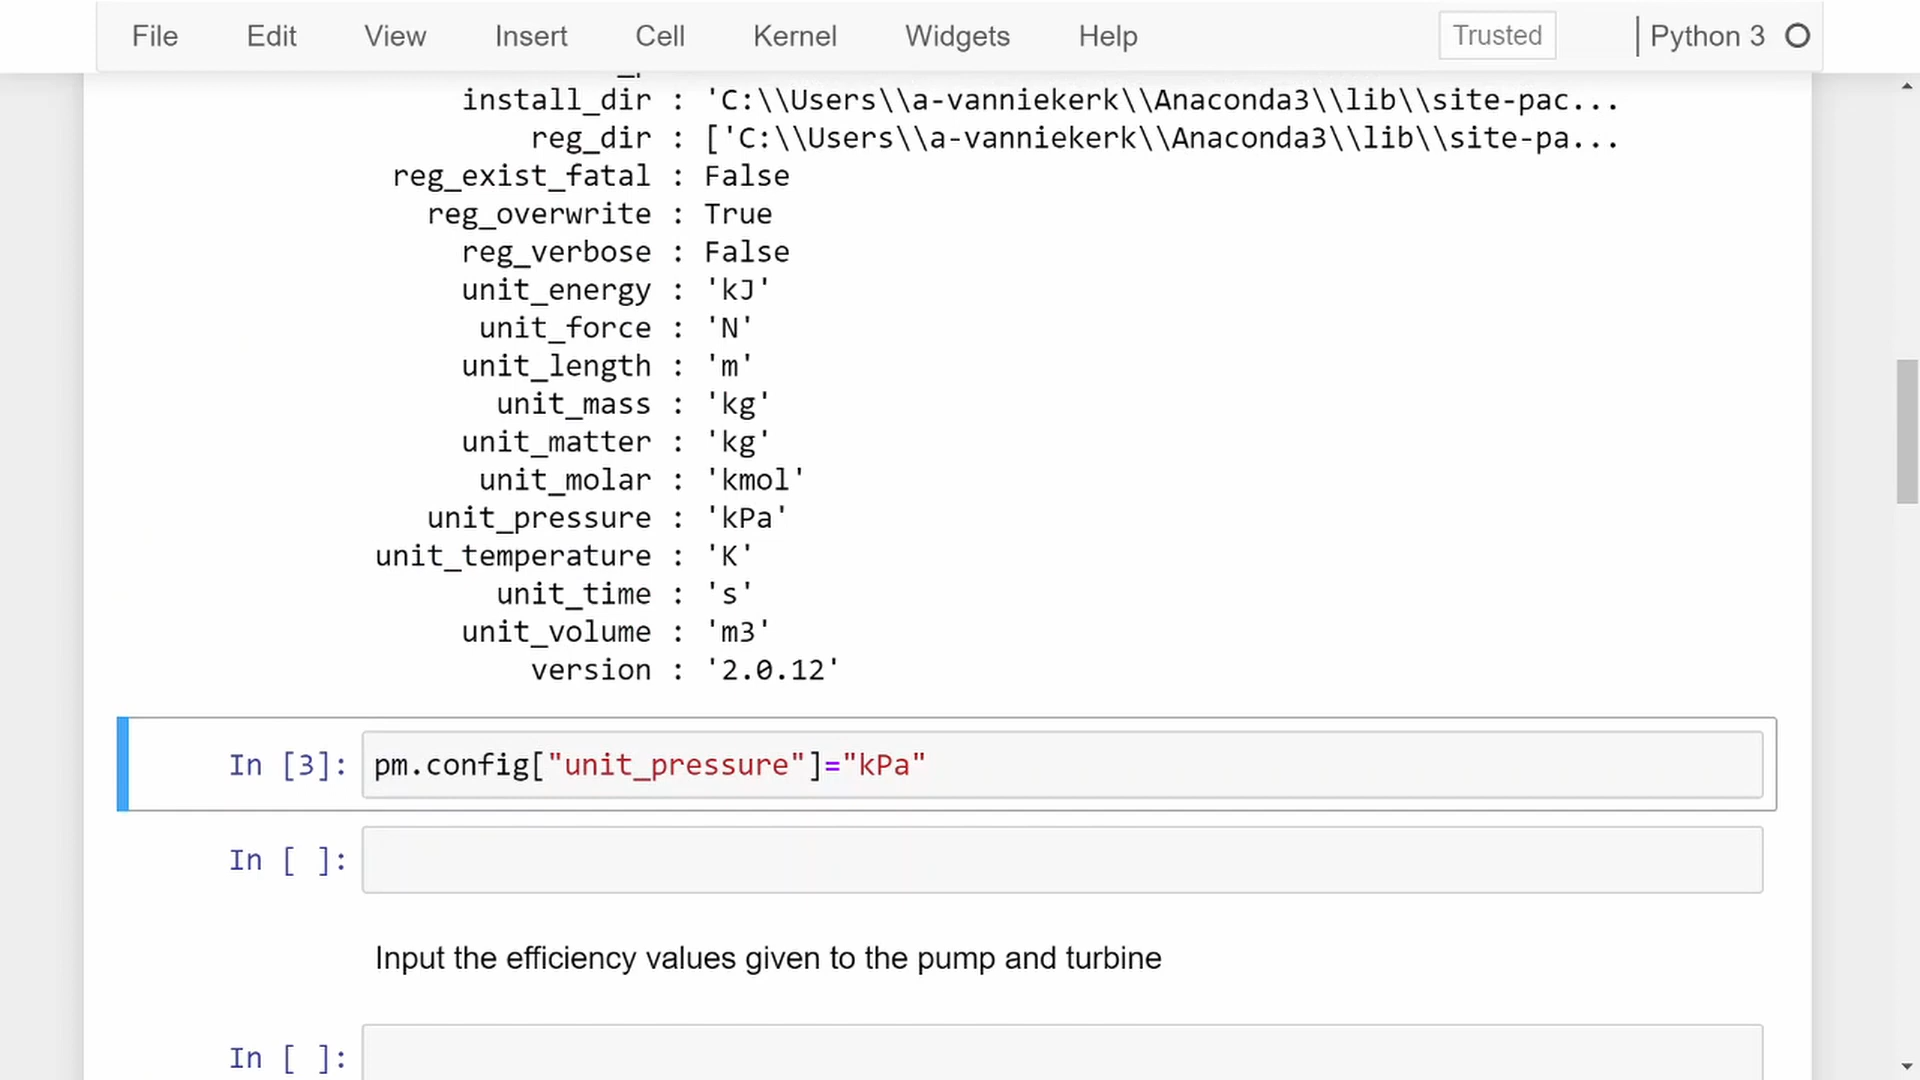 File Edit View Insert Cell Kernel Widgets Help Trusted Python 3
install_dir : 'C:\\Users\\a-vanniekerk\\Anaconda3\\lib\\site-pac...
reg_dir : ['C:\\Users\\a-vanniekerk\\Anaconda3\\lib\\site-pa...
reg_exist_fatal : False
reg_overwrite : True
reg_verbose : False
unit_energy : 'kJ'
unit_force : 'N'
unit_length : 'm'
unit_mass : 'kg'
unit_matter : 'kg'
unit_molar : 'kmol'
unit_pressure : 'kPa'
unit_temperature : 'K'
unit_time : 's'
unit_volume : 'm3'
version : '2.0.12'
In [3]: pm.config["unit_pressure"]="kPa"
In [ ]:
Input the efficiency values given to the pump and turbine
In [ ]: